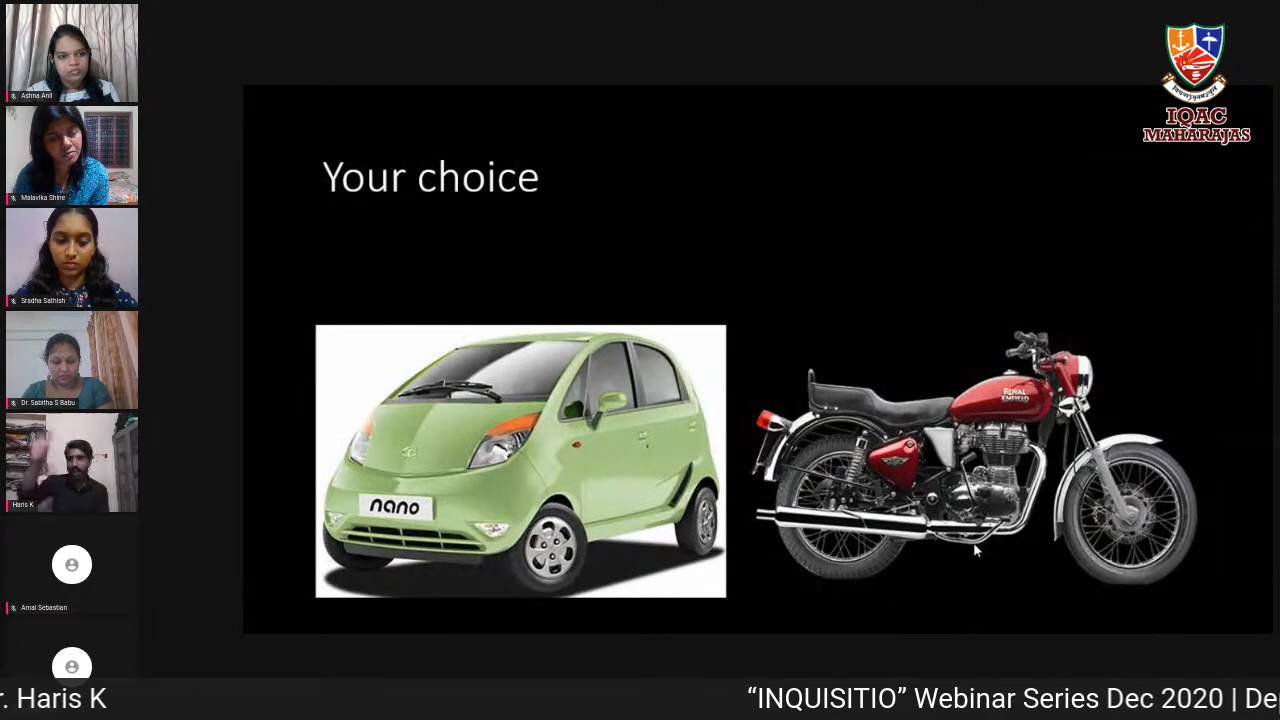 Ashna Anil
Malavika Shine
Sradha Sathish
Dr. Sabitha S Babu
Haris K
Amal Sebastian
IQAC
MAHARAJAS
Your choice
nano
ROYAL
ENFIELD
r. Haris K
“INQUISITIO” Webinar Series Dec 2020 | De